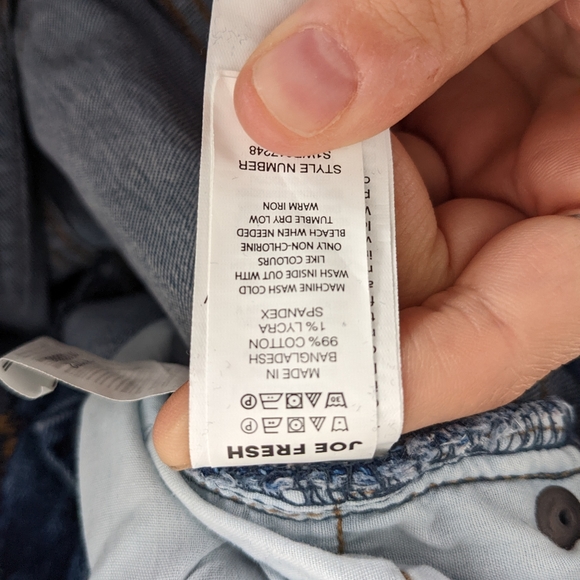 JOE FRESH
30 P
MADE IN
BANGLADESH
99% COTTON
1% LYCRA
SPANDEX
MACHINE WASH COLD
WASH INSIDE OUT WITH
LIKE COLOURS
ONLY NON-CHLORINE
BLEACH WHEN NEEDED
TUMBLE DRY LOW
WARM IRON
STYLE NUMBER